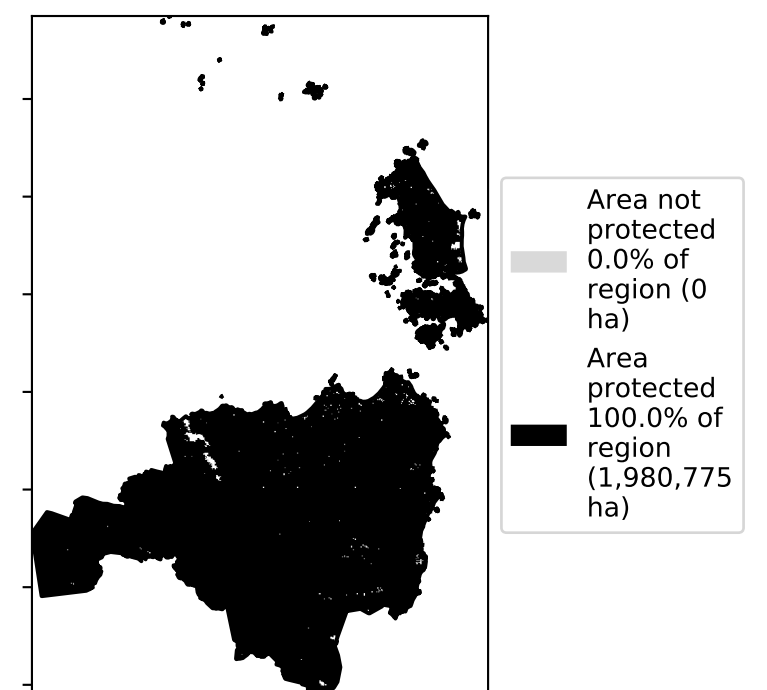 Area not
protected
0.0% of
region (0
ha)
Area
protected
100.0% of
region
(1,980,775
ha)